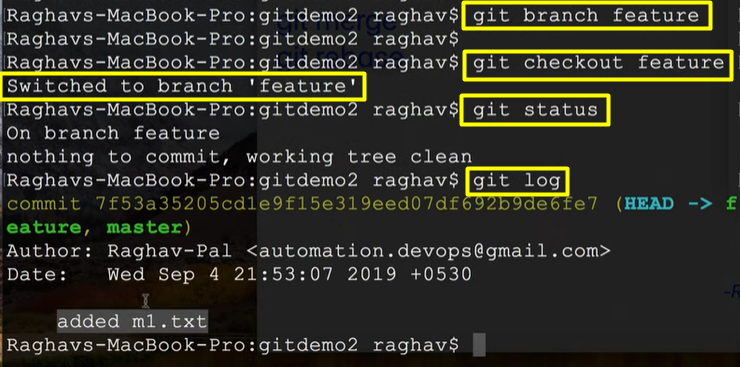 Raghavs-MacBook-Pro:gitdemo2 raghav$ git branch feature
Raghavs-MacBook-Pro:gitdemo2 raghav$
Raghavs-MacBook-Pro:gitdemo2 raghav$ git checkout feature
Switched to branch 'feature'
Raghavs-MacBook-Pro:gitdemo2 raghav$ git status
On branch feature
nothing to commit, working tree clean
Raghavs-MacBook-Pro:gitdemo2 raghav$ git log
commit 7f53a35205cd1e9f15e319eed07df692b9de6fe7 (HEAD -> f
eature, master)
Author: Raghav-Pal <automation.devops@gmail.com>
Date:   Wed Sep 4 21:53:07 2019 +0530
added m1.txt
Raghavs-MacBook-Pro:gitdemo2 raghav$
git merge
git rebase